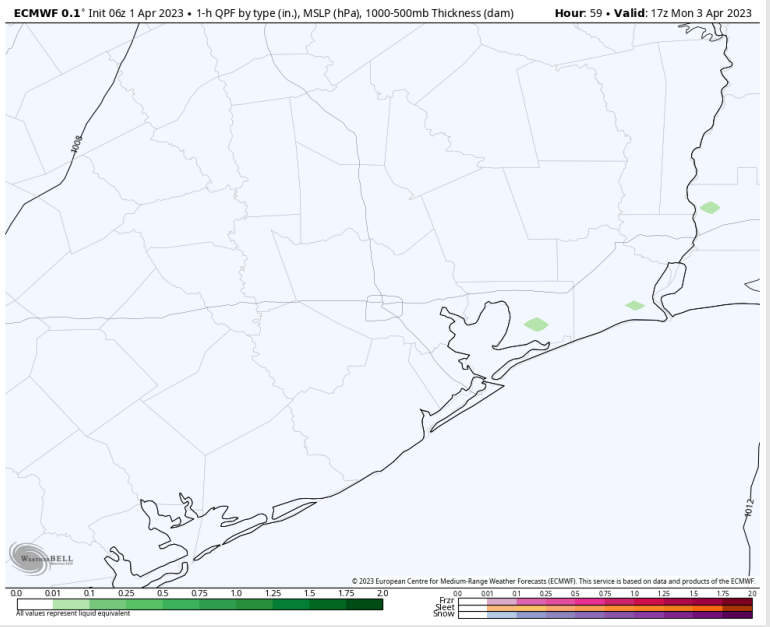 ECMWF 0.1° Init 06z 1 Apr 2023 • 1-h QPF by type (in.), MSLP (hPa), 1000-500mb Thickness (dam) Hour: 59 • Valid: 17z Mon 3 Apr 2023
1008
1012
WEATHERBELL
© 2023 European Centre for Medium-Range Weather Forecasts (ECMWF). This service is based on data and products of the ECMWF.
0.0 0.01 0.1 0.25 0.5 0.75 1.0 1.25 1.5 1.75 2.0
All values represent liquid equivalent
0.0 0.01 0.1 0.25 0.5 0.75 1.0 1.25 1.5 1.75 2.0
Frzr
Sleet
Snow